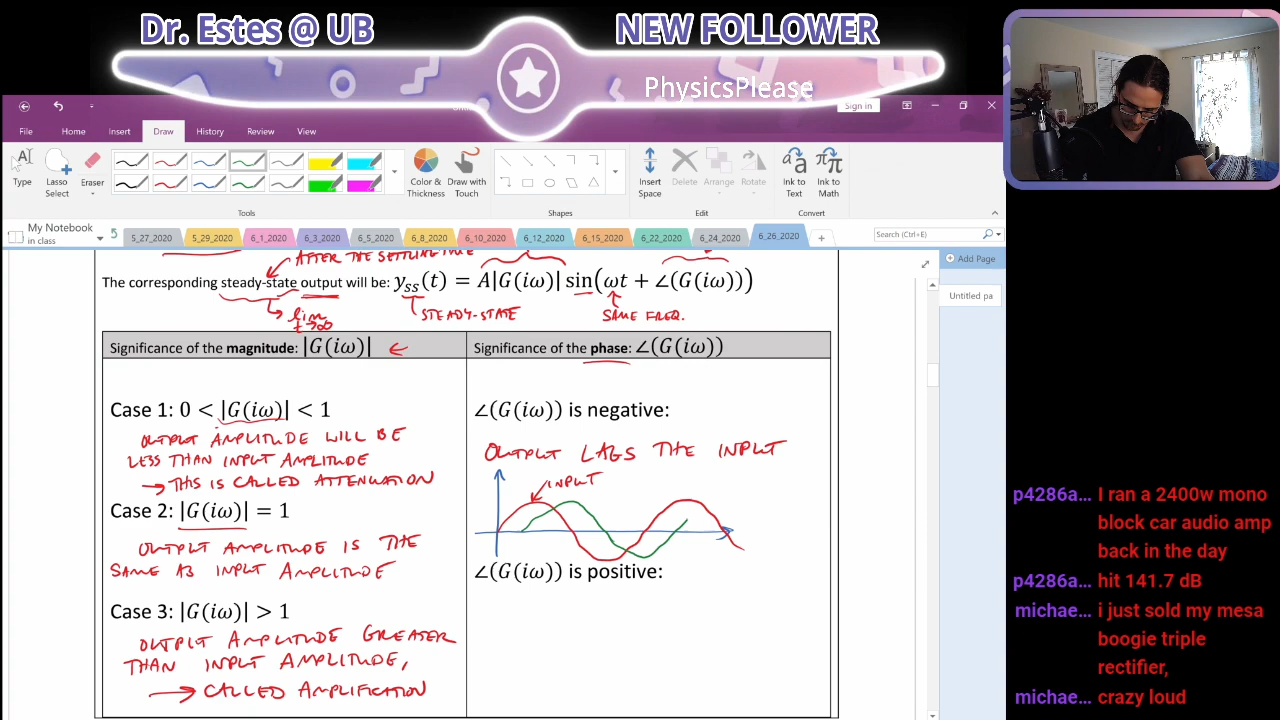 Dr. Estes @ UB
NEW FOLLOWER
PhysicsPlease
Sign in
File Home Insert Draw History Review View
Type
Lasso Select
Eraser
Color & Thickness
Draw with Touch
Insert Space
Delete
Arrange
Rotate
Ink to Text
Ink to Math
Tools
Shapes
Edit
Convert
My Notebook
in class
5_27_2020 5_29_2020 6_1_2020 6_3_2020 6_5_2020 6_8_2020 6_10_2020 6_12_2020 6_15_2020 6_22_2020 6_24_2020 6_26_2020
Search (Ctrl+E)
Add Page
Untitled pa
AFTER THE SETTLING TIME
The corresponding steady-state output will be: y_ss(t) = A|G(iω)| sin(ωt + ∠(G(iω)))
lim t→∞
STEADY-STATE
SAME FREQ.
Significance of the magnitude: |G(iω)| ←
Significance of the phase: ∠(G(iω))
Case 1: 0 < |G(iω)| < 1
OUTPUT AMPLITUDE WILL BE
LESS THAN INPUT AMPLITUDE
→ THIS IS CALLED ATTENUATION
Case 2: |G(iω)| = 1
OUTPUT AMPLITUDE IS THE
SAME AS INPUT AMPLITUDE
Case 3: |G(iω)| > 1
OUTPUT AMPLITUDE GREATER
THAN INPUT AMPLITUDE,
→ CALLED AMPLIFICATION
∠(G(iω)) is negative:
OUTPUT LAGS THE INPUT
INPUT
∠(G(iω)) is positive:
p4286a... I ran a 2400w mono
block car audio amp
back in the day
p4286a... hit 141.7 dB
michae... i just sold my mesa
boogie triple
rectifier,
michae... crazy loud